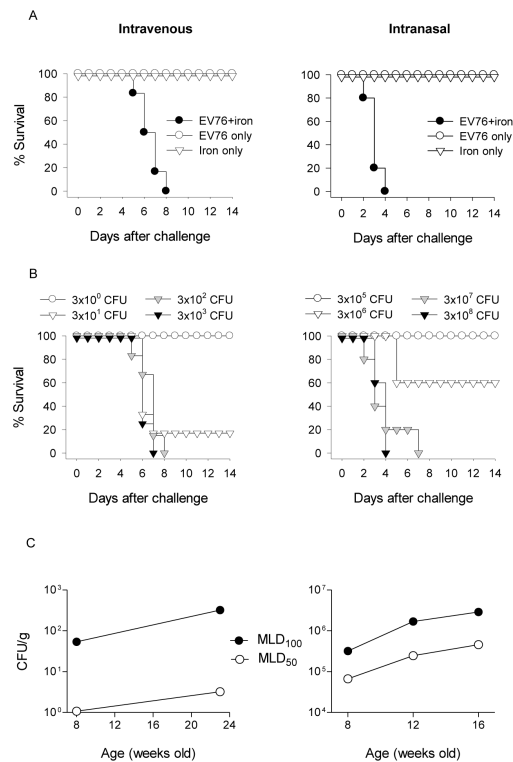 A
Intravenous
Intranasal
% Survival
100
80
60
40
20
0
EV76+iron
EV76 only
Iron only
0 2 4 6 8 10 12 14
Days after challenge
100
80
60
40
20
0
EV76+iron
EV76 only
Iron only
0 2 4 6 8 10 12 14
Days after challenge
B
3x10⁰ CFU 3x10² CFU
3x10¹ CFU 3x10³ CFU
% Survival
100
80
60
40
20
0
0 2 4 6 8 10 12 14
Days after challenge
3x10⁵ CFU 3x10⁷ CFU
3x10⁶ CFU 3x10⁸ CFU
100
80
60
40
20
0
0 2 4 6 8 10 12 14
Days after challenge
C
CFU/g
10³
10²
10¹
10⁰
MLD₁₀₀
MLD₅₀
8 12 16 20 24
Age (weeks old)
10⁷
10⁶
10⁵
10⁴
8 12 16
Age (weeks old)